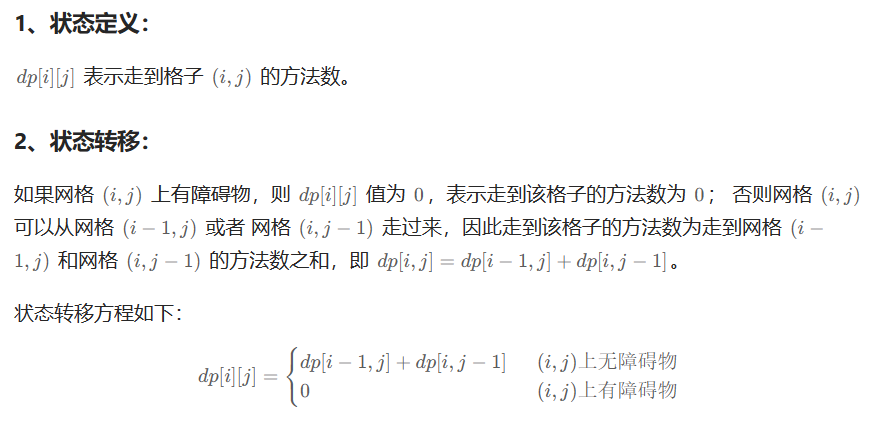 1、状态定义：
dp[i][j] 表示走到格子 (i, j) 的方法数。
2、状态转移：
如果网格 (i, j) 上有障碍物，则 dp[i][j] 值为 0，表示走到该格子的方法数为 0； 否则网格 (i, j)
可以从网格 (i − 1, j) 或者 网格 (i, j − 1) 走过来，因此走到该格子的方法数为走到网格 (i −
1, j) 和网格 (i, j − 1) 的方法数之和，即 dp[i, j] = dp[i − 1, j] + dp[i, j − 1]。
状态转移方程如下：
dp[i][j] = { dp[i − 1, j] + dp[i, j − 1] (i, j)上无障碍物
0 (i, j)上有障碍物